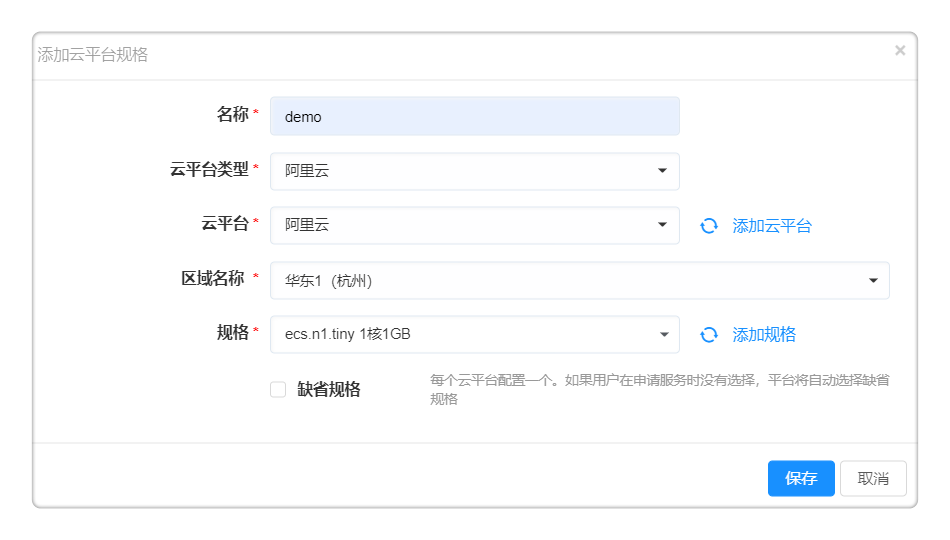 添加云平台规格
×
名称 *
demo
云平台类型 *
阿里云
云平台 *
阿里云
添加云平台
区域名称 *
华东1（杭州）
规格 *
ecs.n1.tiny 1核1GB
添加规格
缺省规格
每个云平台配置一个。如果用户在申请服务时没有选择，平台将自动选择缺省
规格
保存
取消